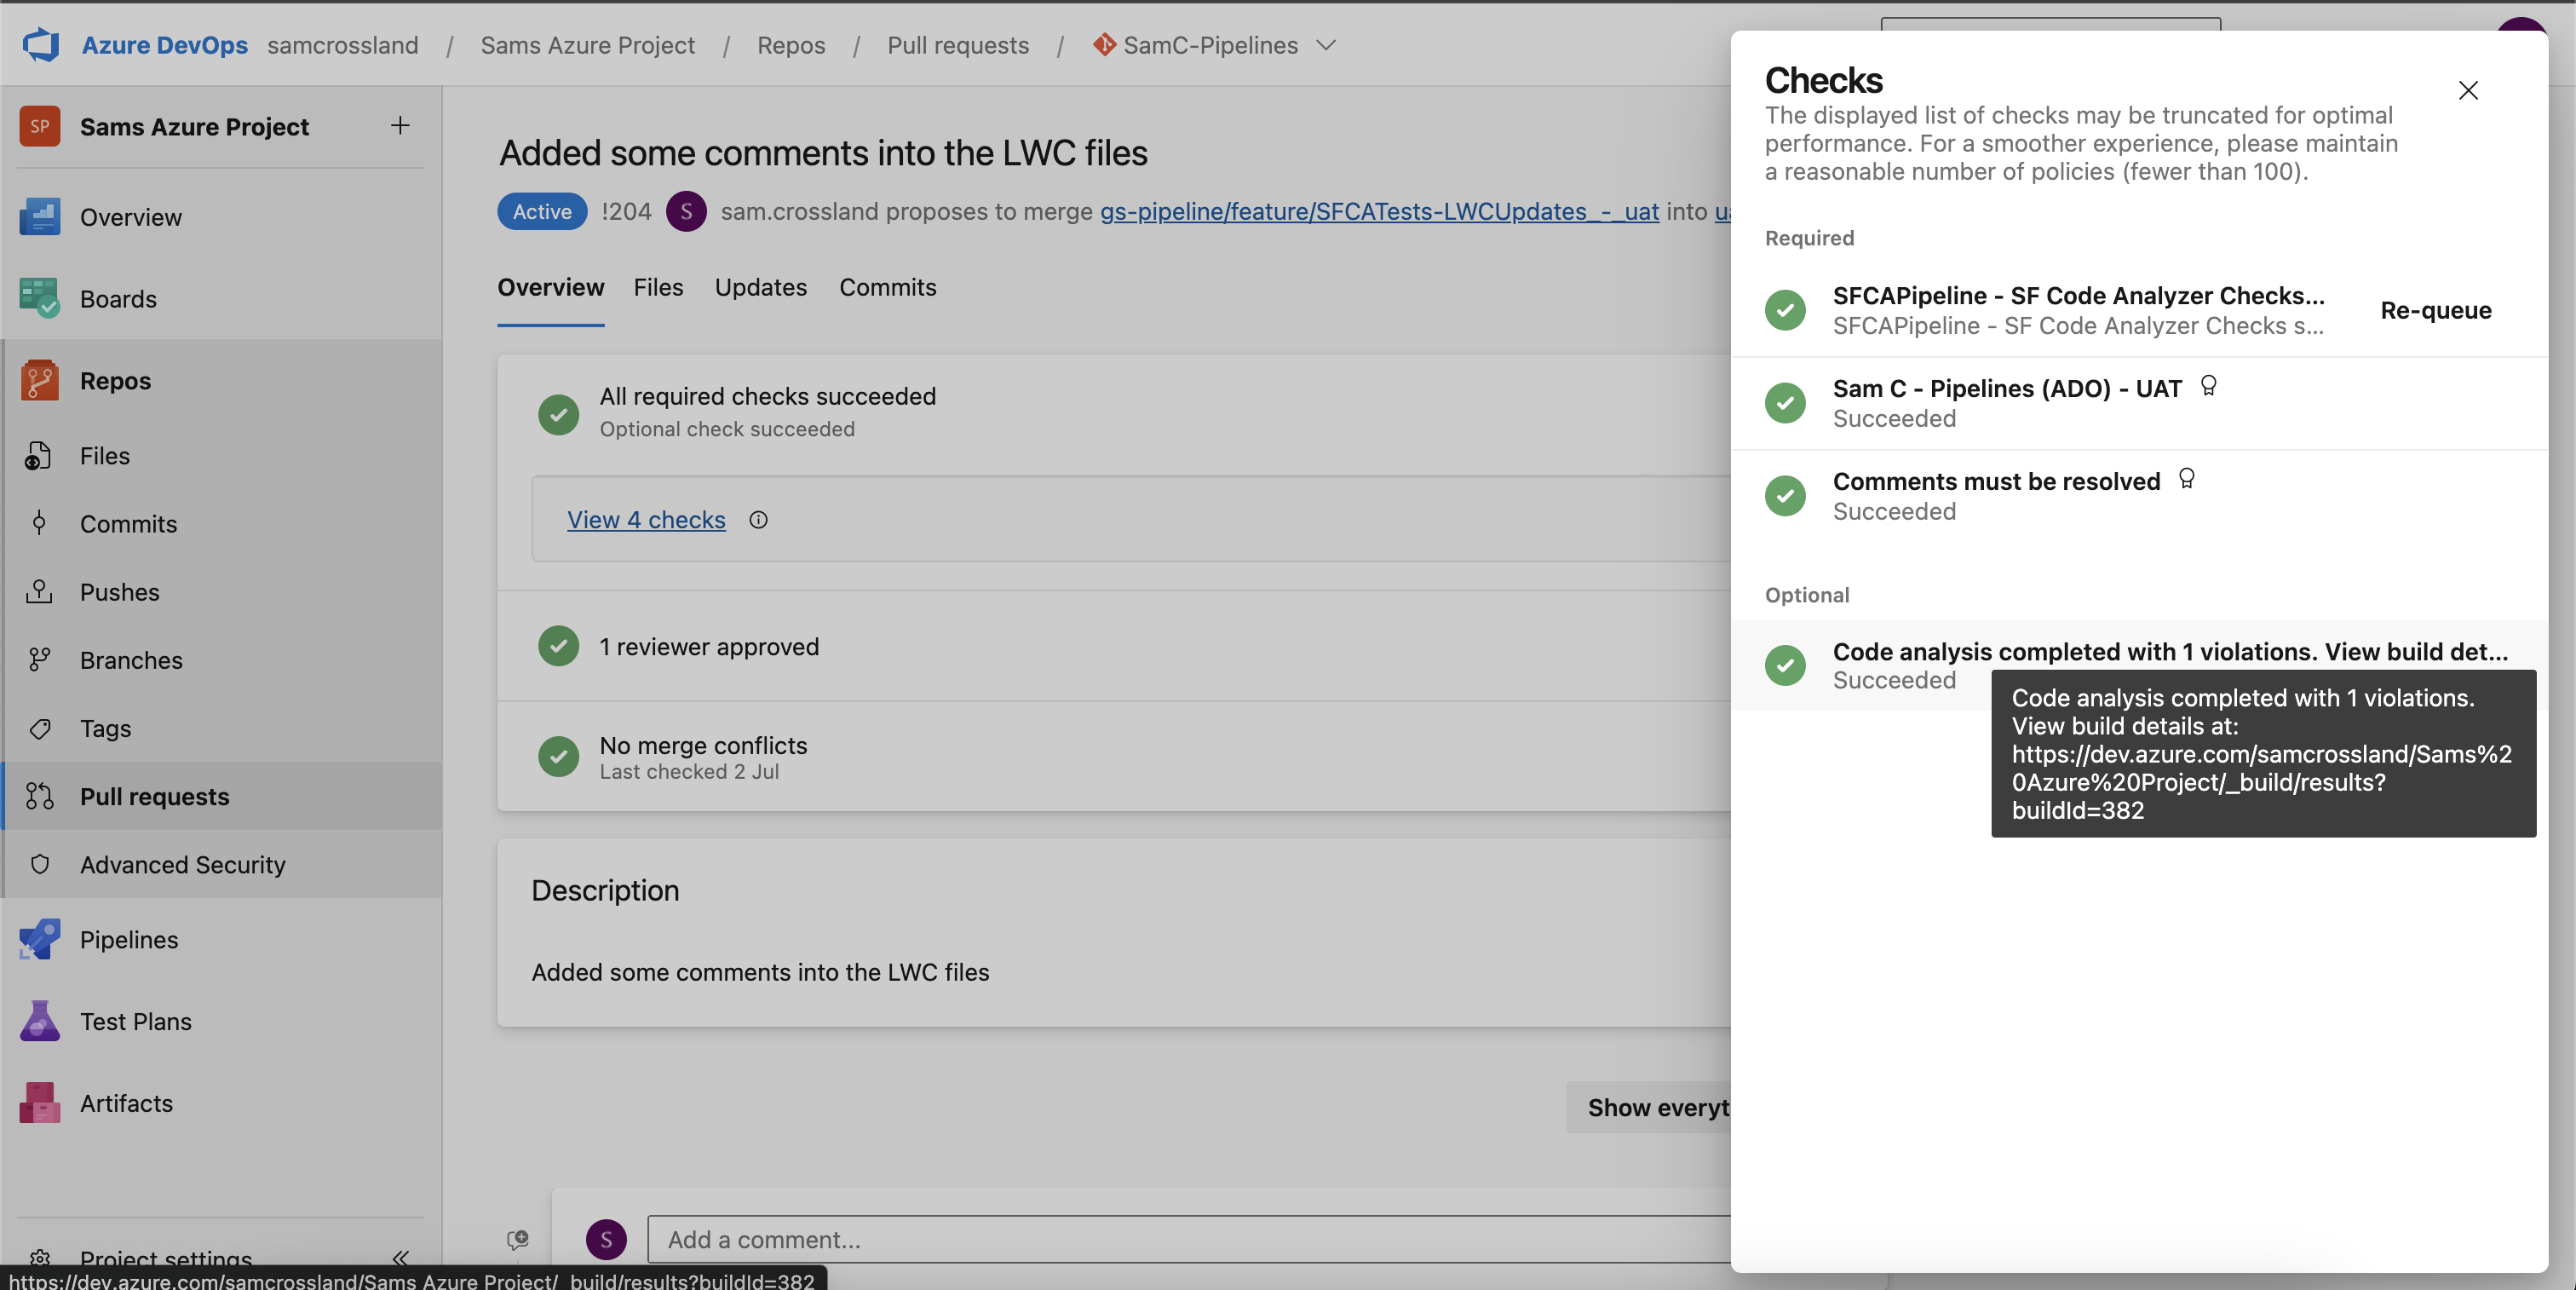 Azure DevOps samcrossland / Sams Azure Project / Repos / Pull requests / SamC-Pipelines
SP Sams Azure Project
Overview
Boards
Repos
Files
Commits
Pushes
Branches
Tags
Pull requests
Advanced Security
Pipelines
Test Plans
Artifacts
Project settings
https://dev.azure.com/samcrossland/Sams Azure Project/_build/results?buildId=382
Added some comments into the LWC files
Active !204 S sam.crossland proposes to merge gs-pipeline/feature/SFCATests-LWCUpdates_-_uat into
Overview Files Updates Commits
All required checks succeeded
Optional check succeeded
View 4 checks
1 reviewer approved
No merge conflicts
Last checked 2 Jul
Description
Added some comments into the LWC files
Show everyt
S Add a comment...
Checks
The displayed list of checks may be truncated for optimal
performance. For a smoother experience, please maintain
a reasonable number of policies (fewer than 100).
Required
SFCAPipeline - SF Code Analyzer Checks...
SFCAPipeline - SF Code Analyzer Checks s...
Re-queue
Sam C - Pipelines (ADO) - UAT
Succeeded
Comments must be resolved
Succeeded
Optional
Code analysis completed with 1 violations. View build det...
Succeeded
Code analysis completed with 1 violations.
View build details at:
https://dev.azure.com/samcrossland/Sams%2
0Azure%20Project/_build/results?
buildId=382